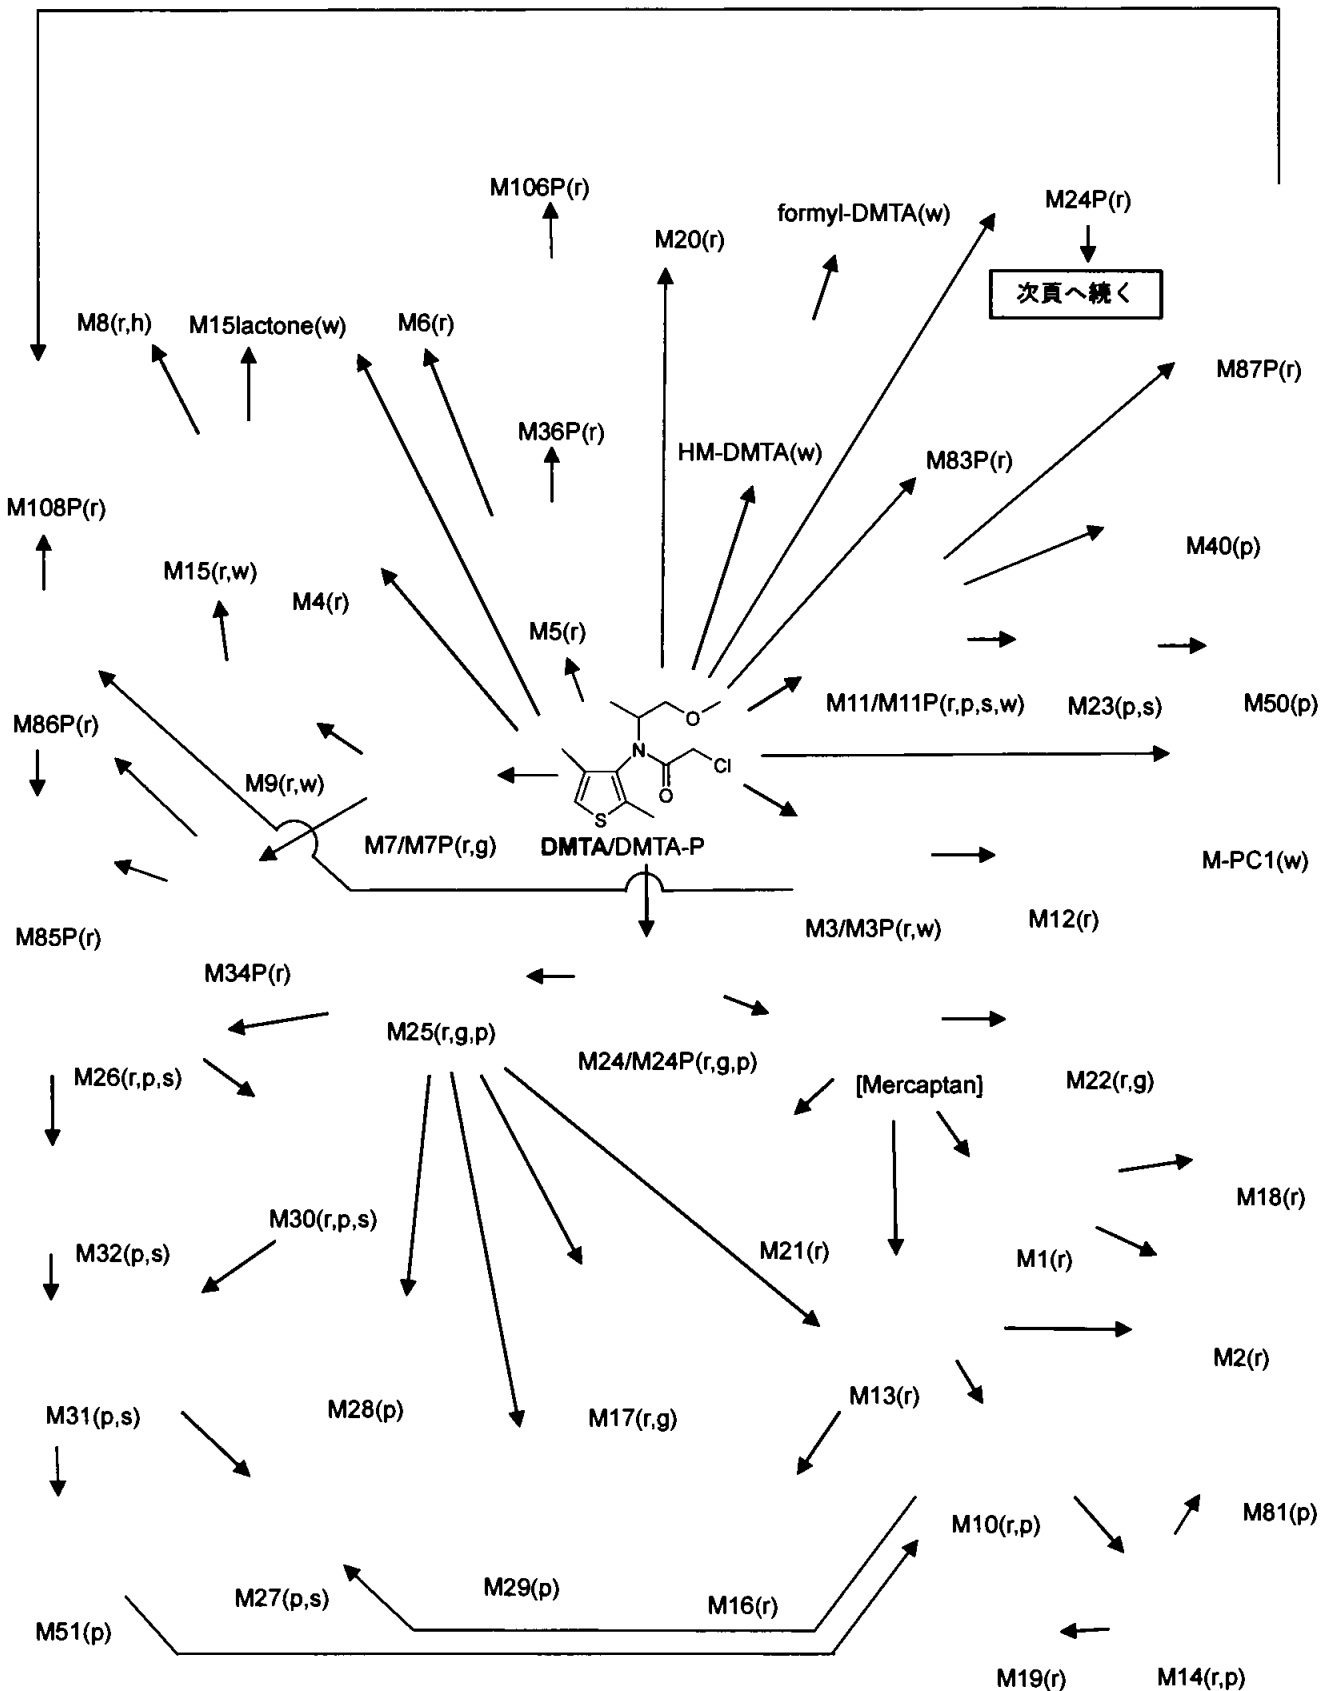 M106P(r)
M24P(r)
formyl-DMTA(w)
M20(r)
次頁へ続く
M8(r,h)
M15lactone(w)
M6(r)
M87P(r)
M36P(r)
HM-DMTA(w)
M83P(r)
M108P(r)
M40(p)
M15(r,w)
M4(r)
M5(r)
O
M11/M11P(r,p,s,w)
M23(p,s)
M50(p)
M86P(r)
N
Cl
M9(r,w)
O
S
M7/M7P(r,g)
DMTA/DMTA-P
M-PC1(w)
M12(r)
M3/M3P(r,w)
M85P(r)
M34P(r)
M25(r,g,p)
M24/M24P(r,g,p)
M26(r,p,s)
[Mercaptan]
M22(r,g)
M18(r)
M30(r,p,s)
M32(p,s)
M21(r)
M1(r)
M2(r)
M13(r)
M31(p,s)
M28(p)
M17(r,g)
M81(p)
M10(r,p)
M29(p)
M27(p,s)
M16(r)
M51(p)
M19(r)
M14(r,p)